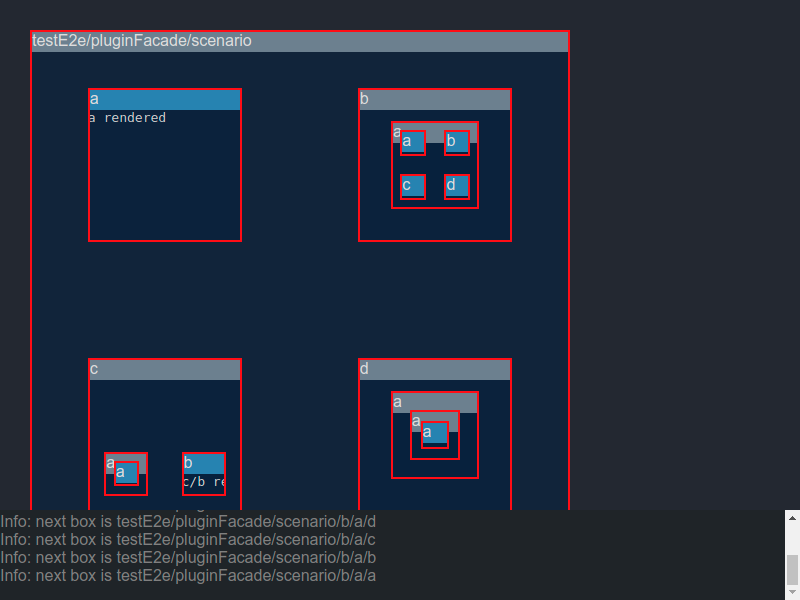 testE2e/pluginFacade/scenario
a
b
a rendered
a
a
b
c
d
c
d
a
a
a
b
a
a
a
c/b re
Info: next box is testE2e/pluginFacade/scenario/b/a/d
Info: next box is testE2e/pluginFacade/scenario/b/a/c
Info: next box is testE2e/pluginFacade/scenario/b/a/b
Info: next box is testE2e/pluginFacade/scenario/b/a/a